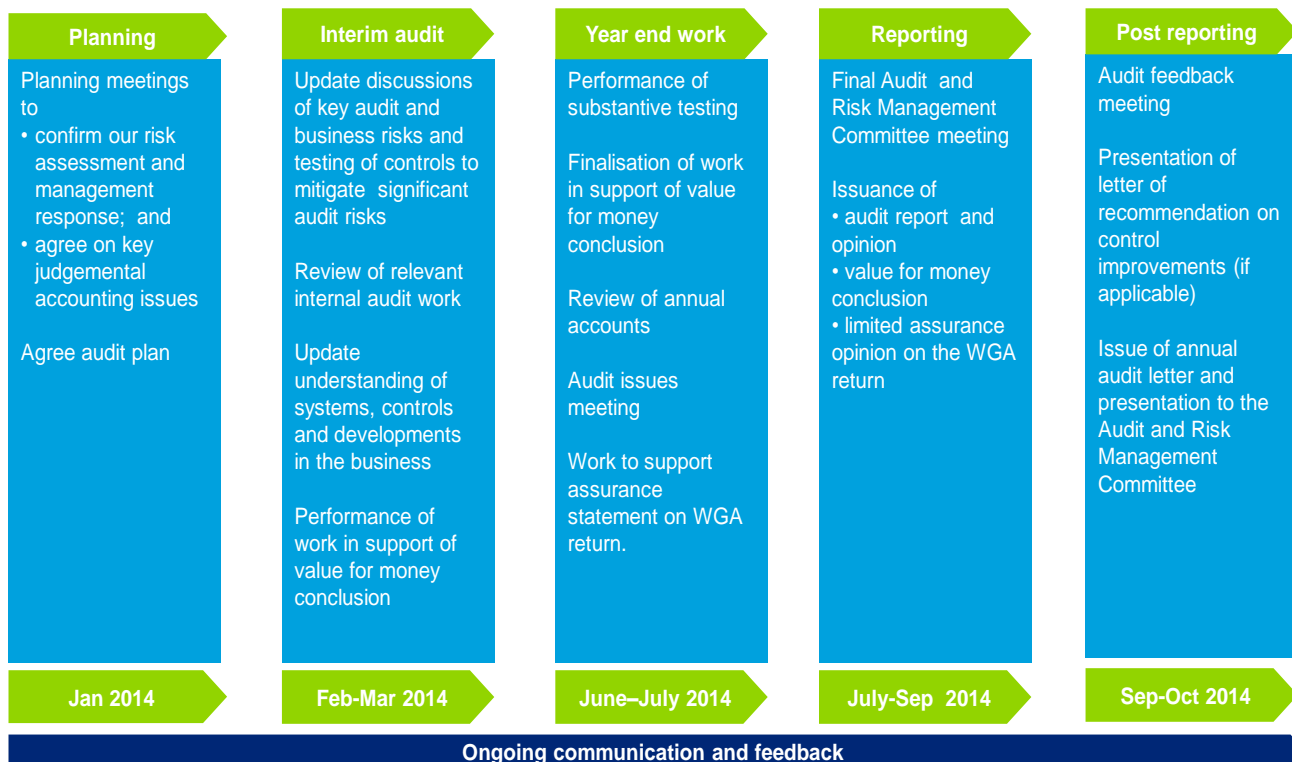 Planning
Planning meetings
to
• confirm our risk
assessment and
management
response; and
• agree on key
judgemental
accounting issues
Agree audit plan
Jan 2014
Interim audit
Update discussions
of key audit and
business risks and
testing of controls to
mitigate significant
audit risks
Review of relevant
internal audit work
Update
understanding of
systems, controls
and developments
in the business
Performance of
work in support of
value for money
conclusion
Feb-Mar 2014
Year end work
Performance of
substantive testing
Finalisation of work
in support of value
for money
conclusion
Review of annual
accounts
Audit issues
meeting
Work to support
assurance
statement on WGA
return.
June–July 2014
Reporting
Final Audit and
Risk Management
Committee meeting
Issuance of
• audit report and
opinion
• value for money
conclusion
• limited assurance
opinion on the WGA
return
July-Sep 2014
Post reporting
Audit feedback
meeting
Presentation of
letter of
recommendation on
control
improvements (if
applicable)
Issue of annual
audit letter and
presentation to the
Audit and Risk
Management
Committee
Sep-Oct 2014
Ongoing communication and feedback